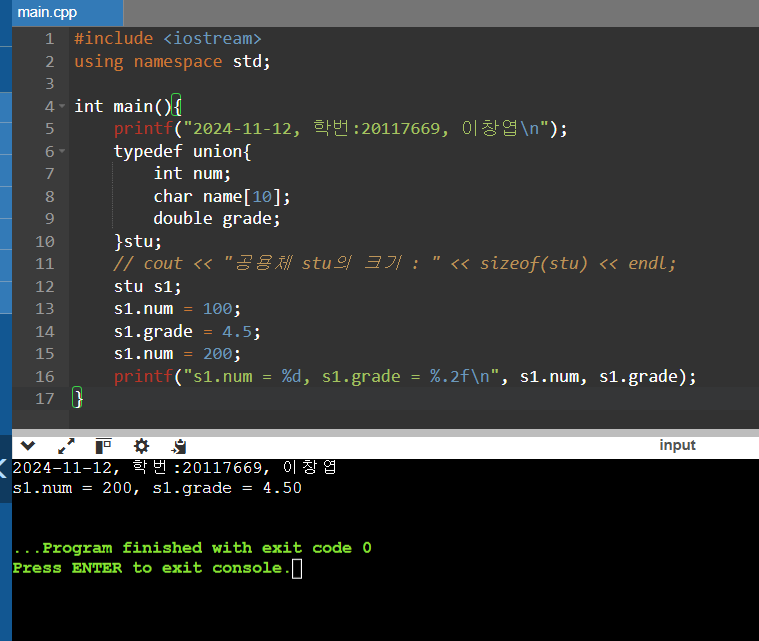 main.cpp
1 #include <iostream>
2 using namespace std;
3
4 int main(){
5 printf("2024-11-12, 학번:20117669, 이창엽\n");
6 typedef union{
7 int num;
8 char name[10];
9 double grade;
10 }stu;
11 // cout << "공용체 stu의 크기 : " << sizeof(stu) << endl;
12 stu s1;
13 s1.num = 100;
14 s1.grade = 4.5;
15 s1.num = 200;
16 printf("s1.num = %d, s1.grade = %.2f\n", s1.num, s1.grade);
17 }
input
2024-11-12, 학번:20117669, 이창엽
s1.num = 200, s1.grade = 4.50
...Program finished with exit code 0
Press ENTER to exit console.